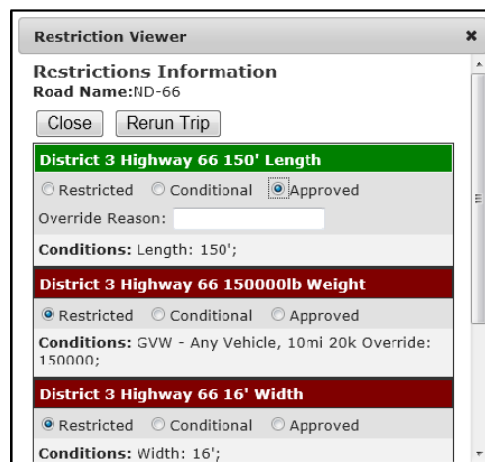 Restriction Viewer
Restrictions Information
Road Name:ND-66
Close Rerun Trip
District 3 Highway 66 150' Length
Restricted Conditional Approved
Override Reason:
Conditions: Length: 150';
District 3 Highway 66 150000lb Weight
Restricted Conditional Approved
Conditions: GVW - Any Vehicle, 10mi 20k Override:
150000;
District 3 Highway 66 16' Width
Restricted Conditional Approved
Conditions: Width: 16';